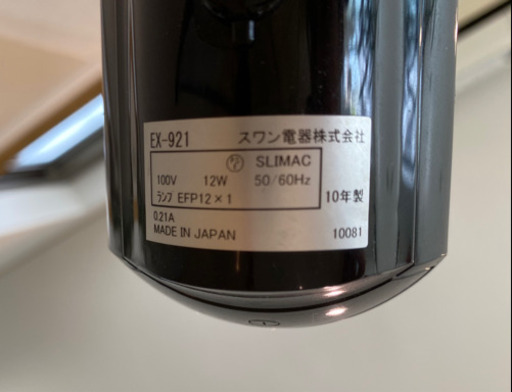 EX-921 スワン電器株式会社
SLIMAC
100V 12W 50/60Hz
ランプ EFP12×1 10年製
0.21A
MADE IN JAPAN 10081